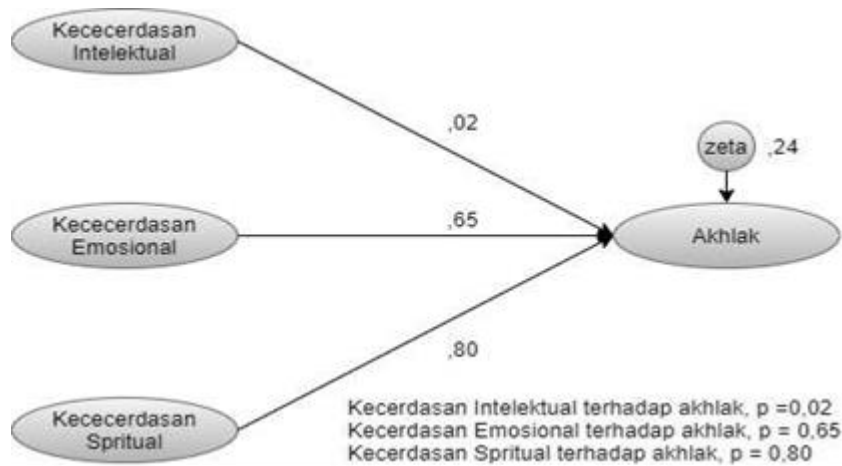 Kececerdasan
Intelektual
,02
zeta ,24
Kececerdasan
Emosional
,65
Akhlak
,80
Kececerdasan
Spritual
Kecerdasan Intelektual terhadap akhlak, p =0,02
Kecerdasan Emosional terhadap akhlak, p = 0,65
Kecerdasan Spritual terhadap akhlak, p = 0,80